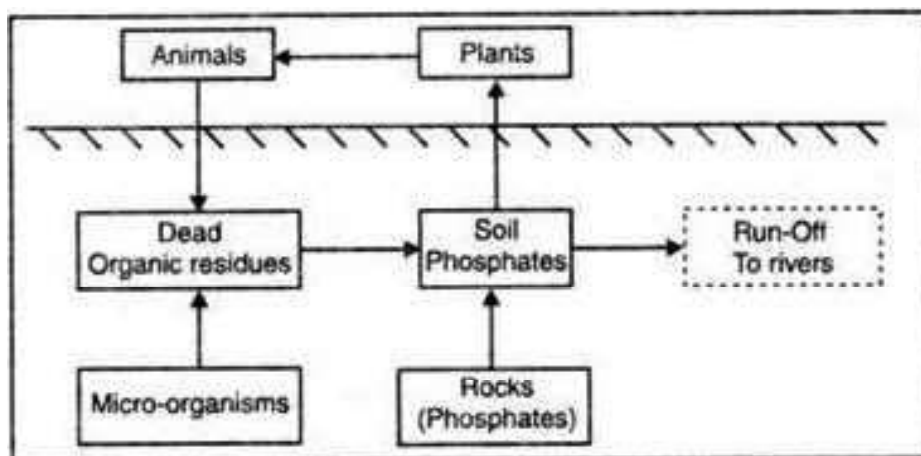 Animals
Plants
Dead
Organic residues
Soil
Phosphates
Run-Off
To rivers
Micro-organisms
Rocks
(Phosphates)